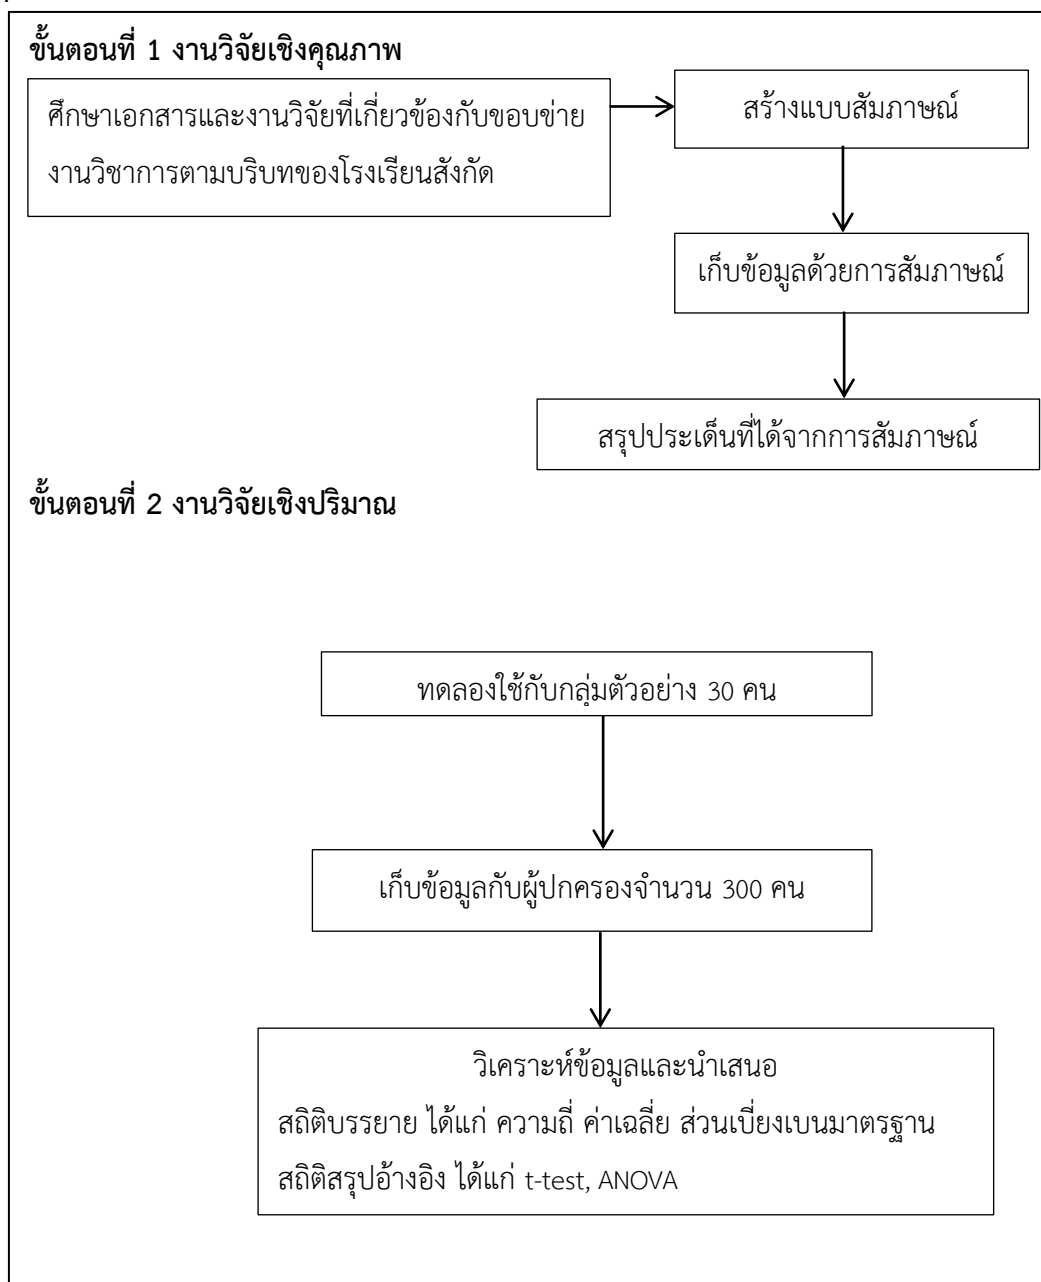 ขั้นตอนที่ 1 งานวิจัยเชิงคุณภาพ
ศึกษาเอกสารและงานวิจัยที่เกี่ยวข้องกับขอบข่าย
งานวิชาการตามบริบทของโรงเรียนสังกัด
สร้างแบบสัมภาษณ์
เก็บข้อมูลด้วยการสัมภาษณ์
สรุปประเด็นที่ได้จากการสัมภาษณ์
ขั้นตอนที่ 2 งานวิจัยเชิงปริมาณ
ทดลองใช้กับกลุ่มตัวอย่าง 30 คน
เก็บข้อมูลกับผู้ปกครองจำนวน 300 คน
วิเคราะห์ข้อมูลและนำเสนอ
สถิติบรรยาย ได้แก่ ความถี่ ค่าเฉลี่ย ส่วนเบี่ยงเบนมาตรฐาน
สถิติสรุปอ้างอิง ได้แก่ t-test, ANOVA